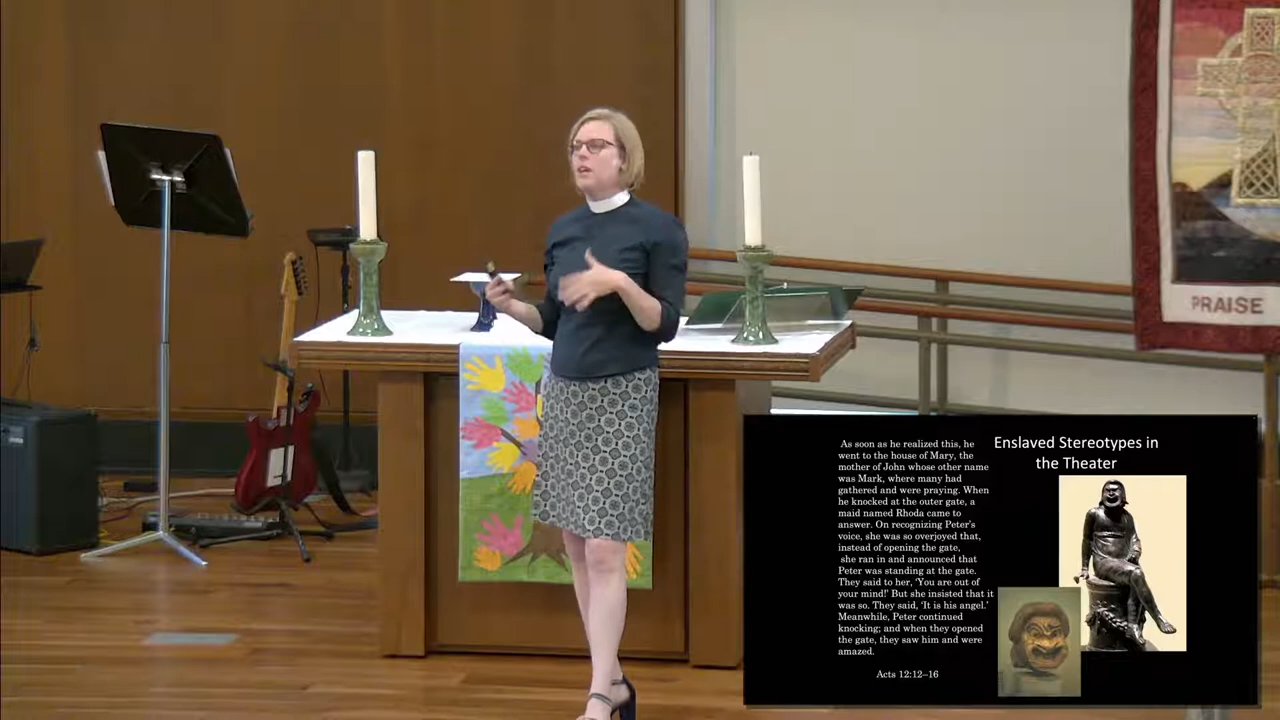 PRAISE
As soon as he realized this, he
went to the house of Mary, the
mother of John whose other name
was Mark, where many had
gathered and were praying. When
he knocked at the outer gate, a
maid named Rhoda came to
answer. On recognizing Peter’s
voice, she was so overjoyed that,
instead of opening the gate,
she ran in and announced that
Peter was standing at the gate.
They said to her, ‘You are out of
your mind!’ But she insisted that it
was so. They said, ‘It is his angel.’
Meanwhile, Peter continued
knocking; and when they opened
the gate, they saw him and were
amazed.
Acts 12:12–16
Enslaved Stereotypes in
the Theater